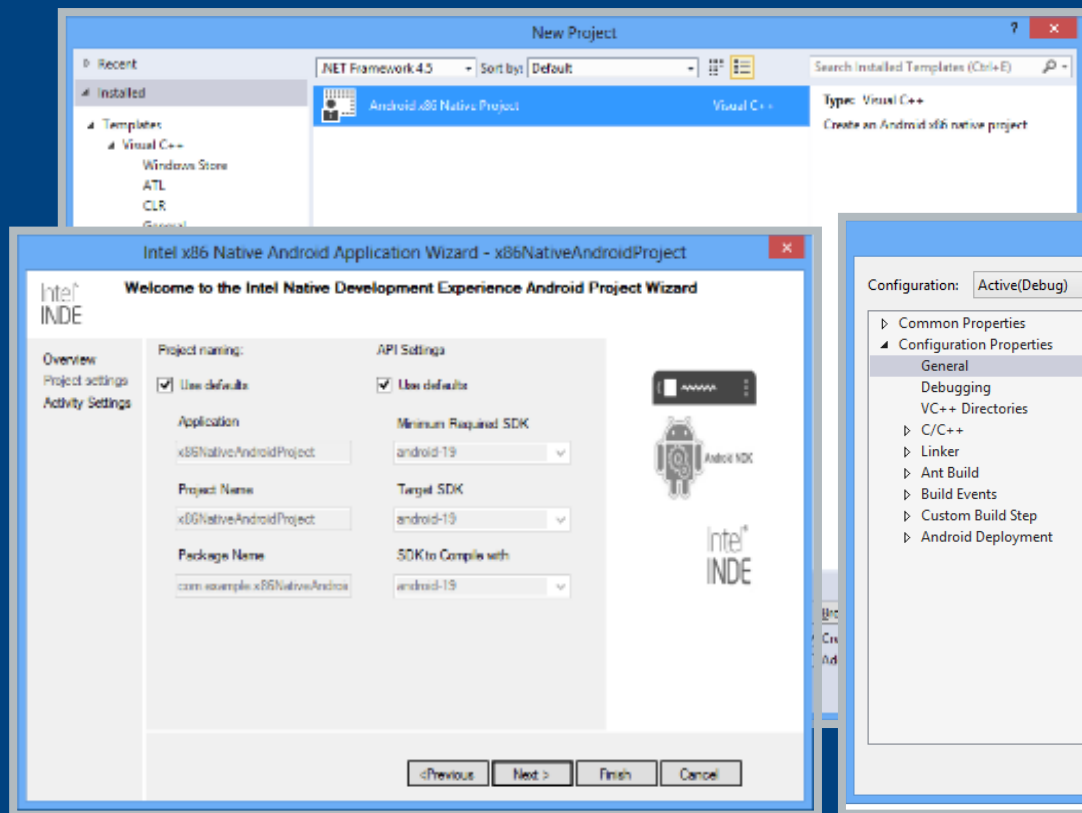 New Project
?
Recent
.NET Framework 4.5
Sort by:
Default
Search Installed Templates (Ctrl+E)
Installed
Android x86 Native Project
Visual C++
Type: Visual C++
Create an Android x86 native project
Templates
Visual C++
Windows Store
ATL
CLR
General
Intel x86 Native Android Application Wizard - x86NativeAndroidProject
Intel®
INDE
Welcome to the Intel Native Development Experience Android Project Wizard
Overview
Project settings
Activity Settings
Project naming:
Use defaults
Application
x86NativeAndroidProject
Project Name
x86NativeAndroidProject
Package Name
com.example.x86NativeAndroi
API Settings
Use defaults
Minimum Required SDK
android-19
Target SDK
android-19
SDK to Compile with
android-19
Android NDK
Intel®
INDE
<Previous
Next >
Finish
Cancel
Configuration:
Active(Debug)
Common Properties
Configuration Properties
General
Debugging
VC++ Directories
C/C++
Linker
Ant Build
Build Events
Custom Build Step
Android Deployment